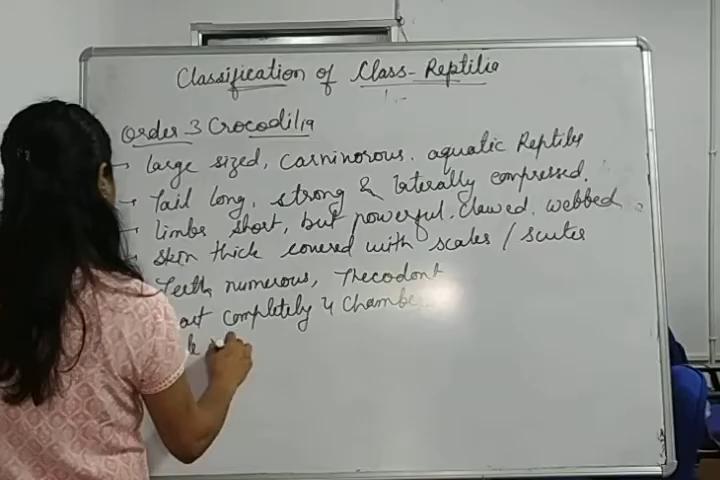 Classification of Class-Reptilia
Order-3 Crocodilia
→ Large sized, Carninorous. aquatic Reptiles
→ Tail long, strong & laterally compressed.
→ limbs short, but powerful, clawed, webbed
→ Skin thick covered with scales / scutes
Teeth numerous, Thecodont
completely 4 Chambe